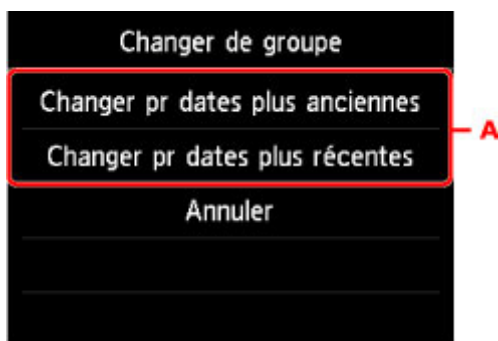 Changer de groupe
Changer pr dates plus anciennes
A
Changer pr dates plus récentes
Annuler